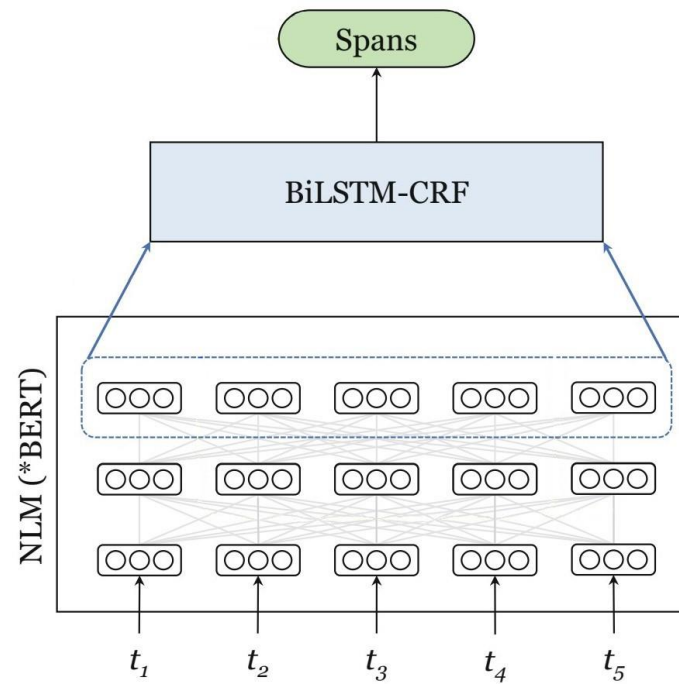 Spans
BiLSTM-CRF
NLM (*BERT)
t₁ t₂ t₃ t₄ t₅